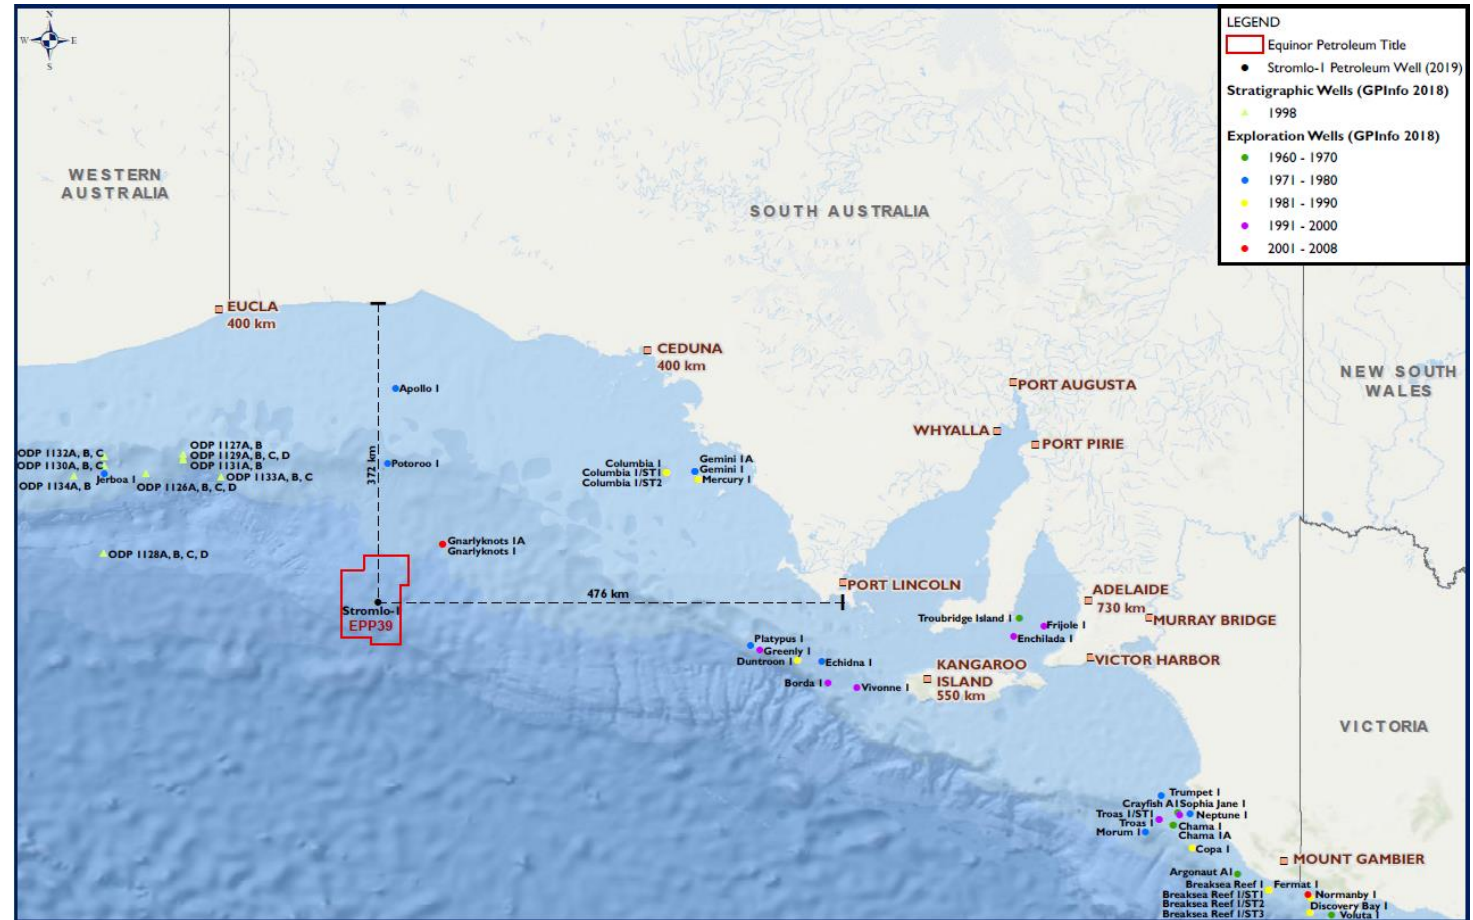 N
W
E
S
LEGEND
Equinor Petroleum Title
Stromlo-1 Petroleum Well (2019)
Stratigraphic Wells (GPInfo 2018)
1998
Exploration Wells (GPInfo 2018)
1960 - 1970
1971 - 1980
1981 - 1990
1991 - 2000
2001 - 2008
WESTERN
AUSTRALIA
SOUTH AUSTRALIA
NEW SOUTH
WALES
VICTORIA
EUCLA
400 km
CEDUNA
400 km
PORT AUGUSTA
WHYALLA
PORT PIRIE
Apollo 1
372 km
Potoroo 1
ODP 1127A, B
ODP 1129A, B, C, D
ODP 1131A, B
ODP 1132A, B, C
ODP 1130A, B, C
Jerboa 1
ODP 1133A, B, C
ODP 1134A, B
ODP 1126A, B, C, D
ODP 1128A, B, C, D
Columbia 1
Columbia 1/ST1
Columbia 1/ST2
Gemini 1A
Gemini 1
Mercury 1
Gnarlyknots 1A
Gnarlyknots 1
Stromlo-1
EPP39
476 km
PORT LINCOLN
ADELAIDE
730 km
MURRAY BRIDGE
Troubridge Island 1
Frijole 1
Enchilada 1
VICTOR HARBOR
KANGAROO
ISLAND
550 km
Platypus 1
Greenly 1
Duntroon 1
Echidna 1
Borda 1
Vivonne 1
Trumpet 1
Crayfish A1
Sophia Jane 1
Troas 1/ST1
Neptune 1
Troas 1
Chama 1
Morum 1
Chama 1A
Copa 1
MOUNT GAMBIER
Argonaut A1
Breaksea Reef 1
Fermat 1
Breaksea Reef 1/ST1
Normanby 1
Breaksea Reef 1/ST2
Discovery Bay 1
Breaksea Reef 1/ST3
Voluta 1